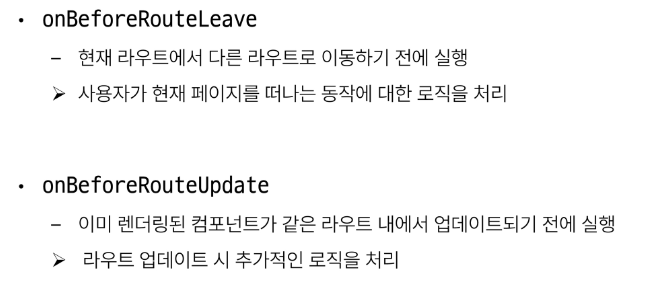 • onBeforeRouteLeave
– 현재 라우트에서 다른 라우트로 이동하기 전에 실행
➢ 사용자가 현재 페이지를 떠나는 동작에 대한 로직을 처리
• onBeforeRouteUpdate
– 이미 렌더링된 컴포넌트가 같은 라우트 내에서 업데이트되기 전에 실행
➢ 라우트 업데이트 시 추가적인 로직을 처리